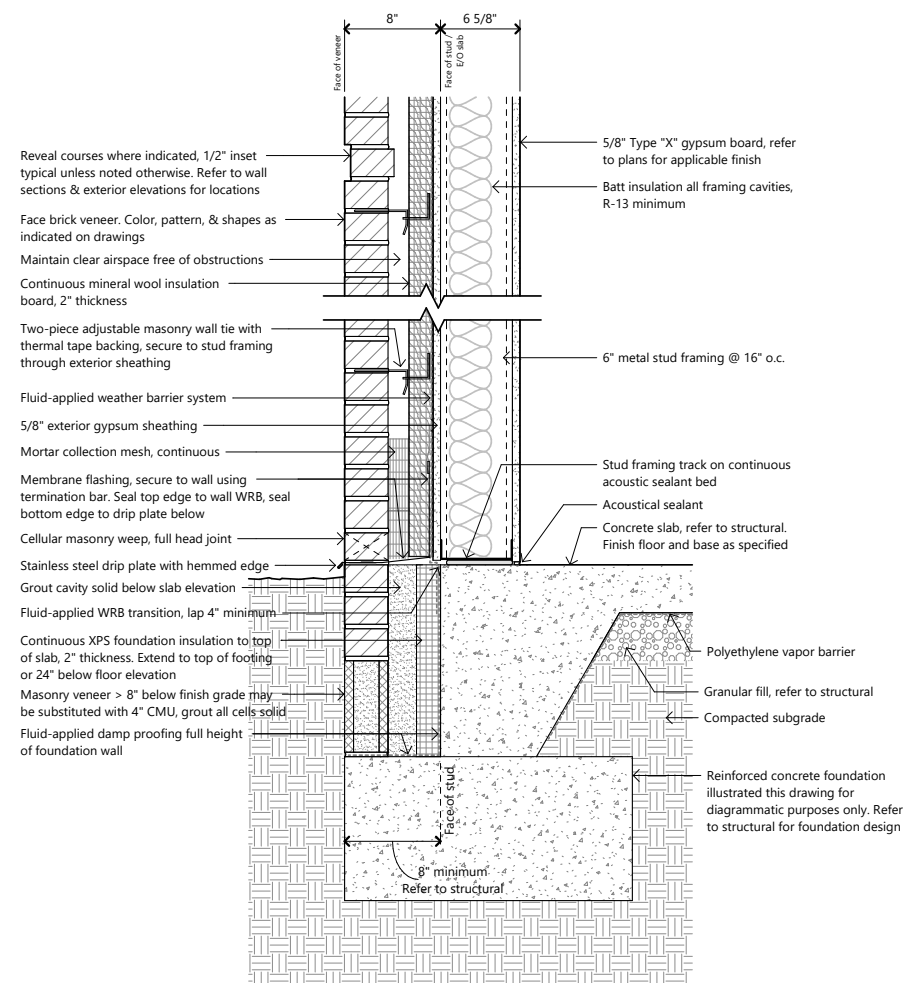 8"
6 5/8"
Face of veneer
Face of stud /
E/O slab
Reveal courses where indicated, 1/2" inset
typical unless noted otherwise. Refer to wall
sections & exterior elevations for locations
Face brick veneer. Color, pattern, & shapes as
indicated on drawings
Maintain clear airspace free of obstructions
Continuous mineral wool insulation
board, 2" thickness
Two-piece adjustable masonry wall tie with
thermal tape backing, secure to stud framing
through exterior sheathing
Fluid-applied weather barrier system
5/8" exterior gypsum sheathing
Mortar collection mesh, continuous
Membrane flashing, secure to wall using
termination bar. Seal top edge to wall WRB, seal
bottom edge to drip plate below
Cellular masonry weep, full head joint
Stainless steel drip plate with hemmed edge
Grout cavity solid below slab elevation
Fluid-applied WRB transition, lap 4" minimum
Continuous XPS foundation insulation to top
of slab, 2" thickness. Extend to top of footing
or 24" below floor elevation
Masonry veneer > 8" below finish grade may
be substituted with 4" CMU, grout all cells solid
Fluid-applied damp proofing full height
of foundation wall
5/8" Type "X" gypsum board, refer
to plans for applicable finish
Batt insulation all framing cavities,
R-13 minimum
6" metal stud framing @ 16" o.c.
Stud framing track on continuous
acoustic sealant bed
Acoustical sealant
Concrete slab, refer to structural.
Finish floor and base as specified
Polyethylene vapor barrier
Granular fill, refer to structural
Compacted subgrade
Reinforced concrete foundation
illustrated this drawing for
diagrammatic purposes only. Refer
to structural for foundation design
Face of stud
8" minimum
Refer to structural